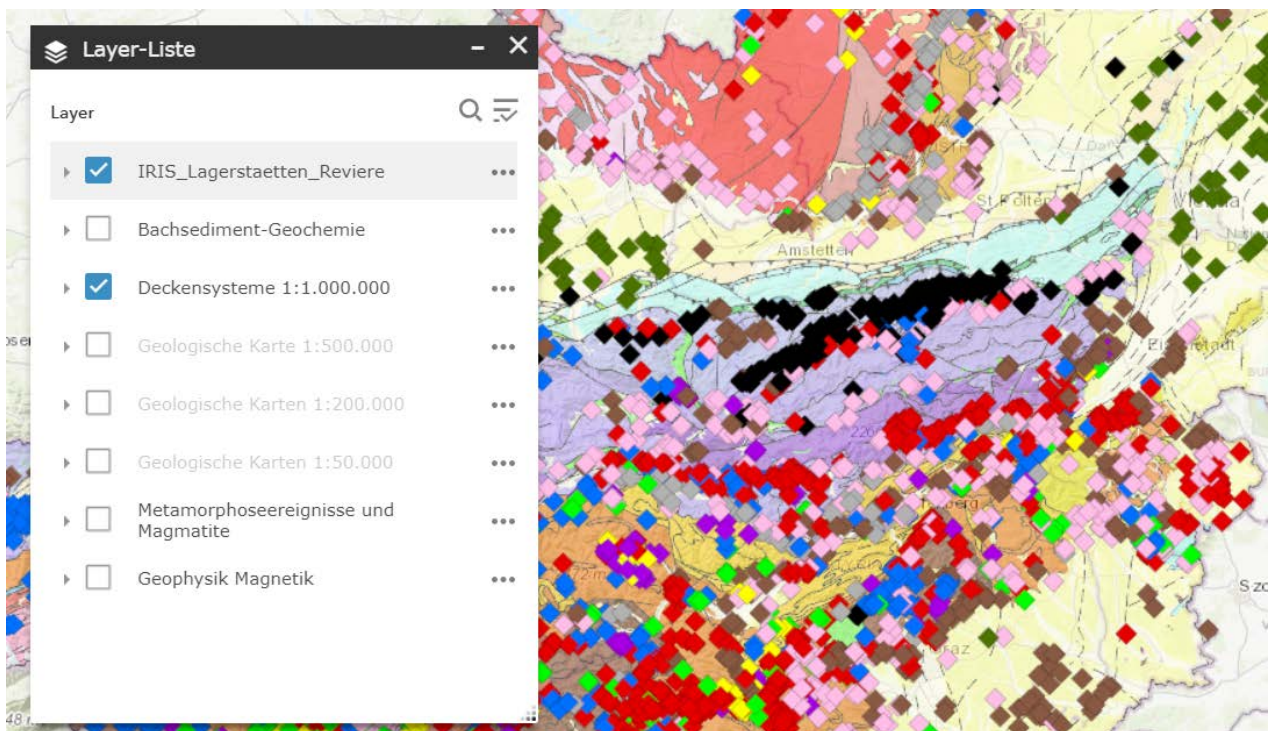 Layer-Liste
Layer
IRIS_Lagerstaetten_Reviere
Bachsediment-Geochemie
Deckensysteme 1:1.000.000
Geologische Karte 1:500.000
Geologische Karten 1:200.000
Geologische Karten 1:50.000
Metamorphoseereignisse und
Magmatite
Geophysik Magnetik
St.Pölten
Amstetten